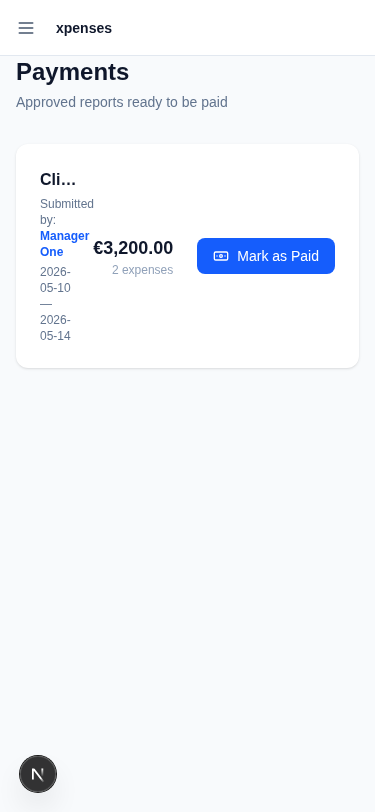 xpenses
Payments
Approved reports ready to be paid
Cli…
Submitted
by:
Manager
One
2026-
05-10
—
2026-
05-14
€3,200.00
2 expenses
Mark as Paid
N